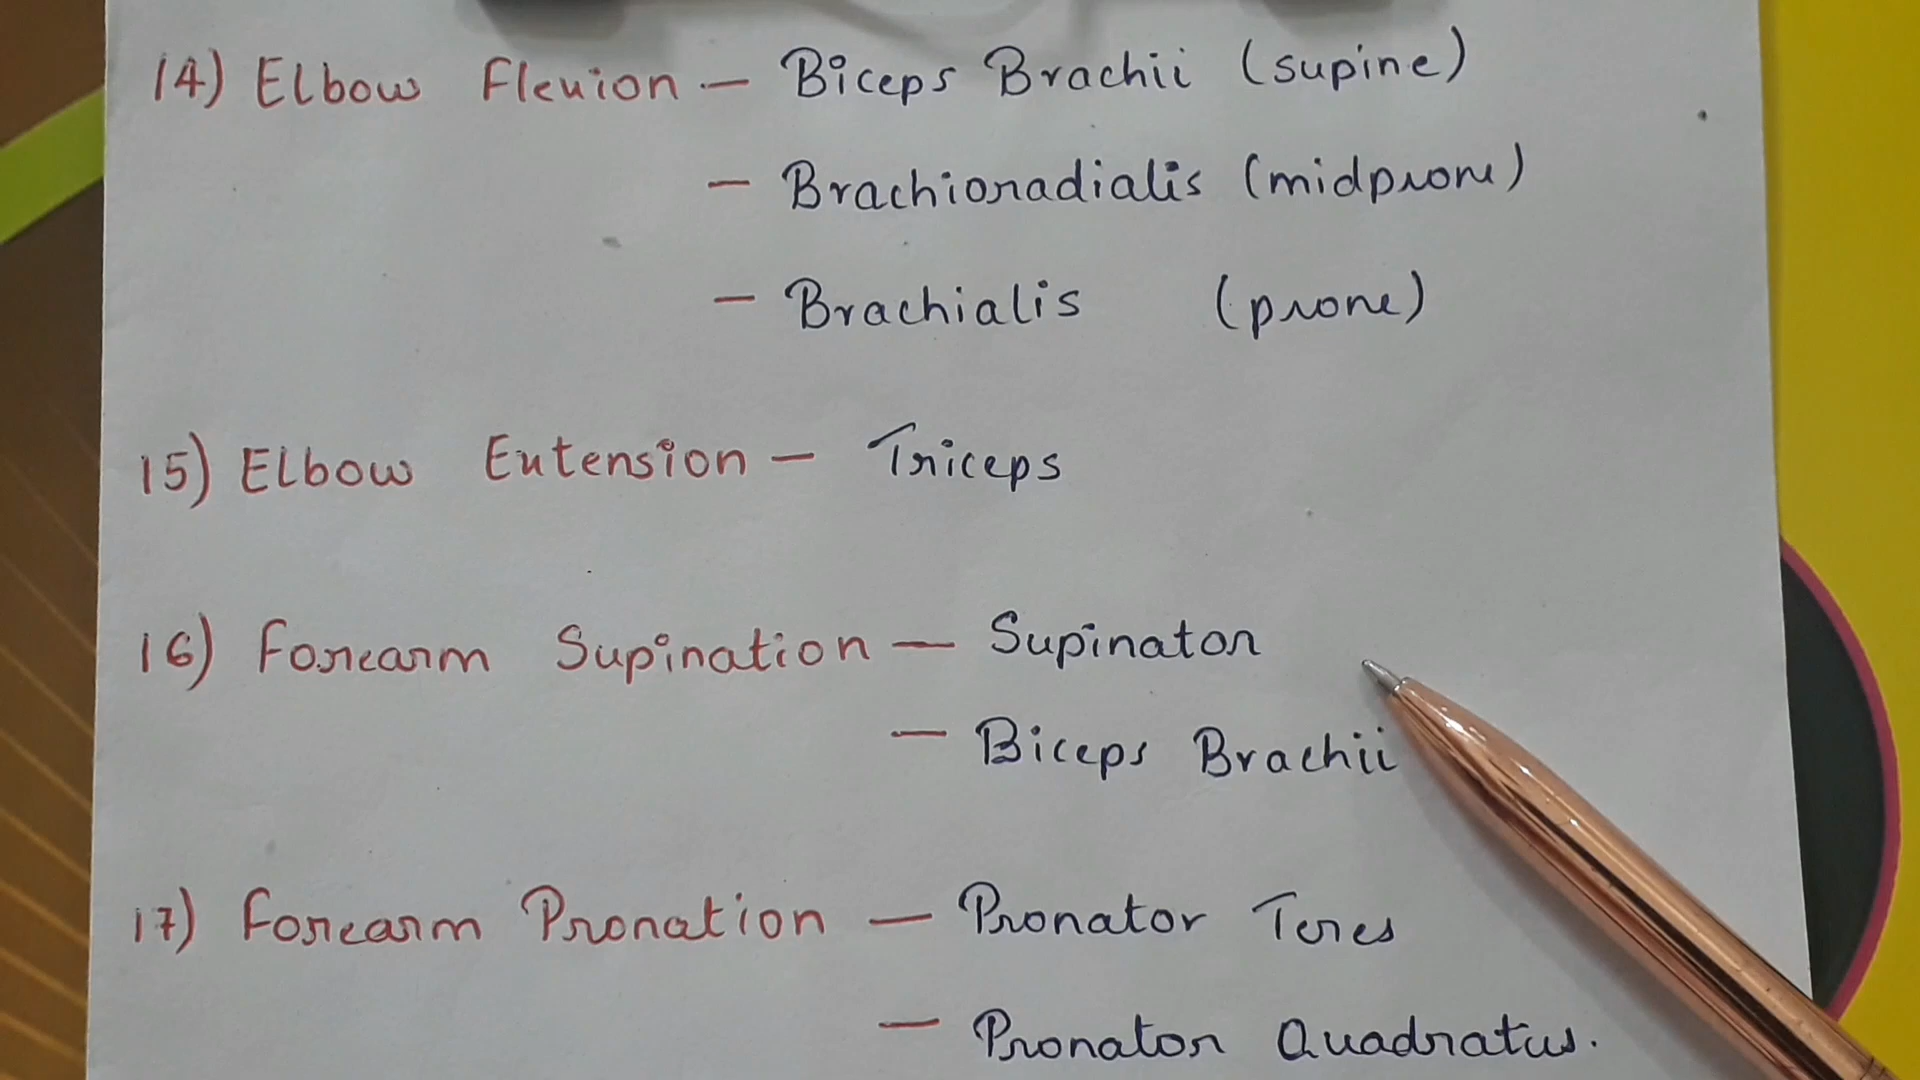 14) Elbow Flexion - Biceps Brachii (supine)
- Brachioradialis (midprone)
- Brachialis (prone)
15) Elbow Extension - Triceps
16) Forearm Supination - Supinator
- Biceps Brachii
17) Forearm Pronation - Pronator Teres
- Pronator Quadratus.